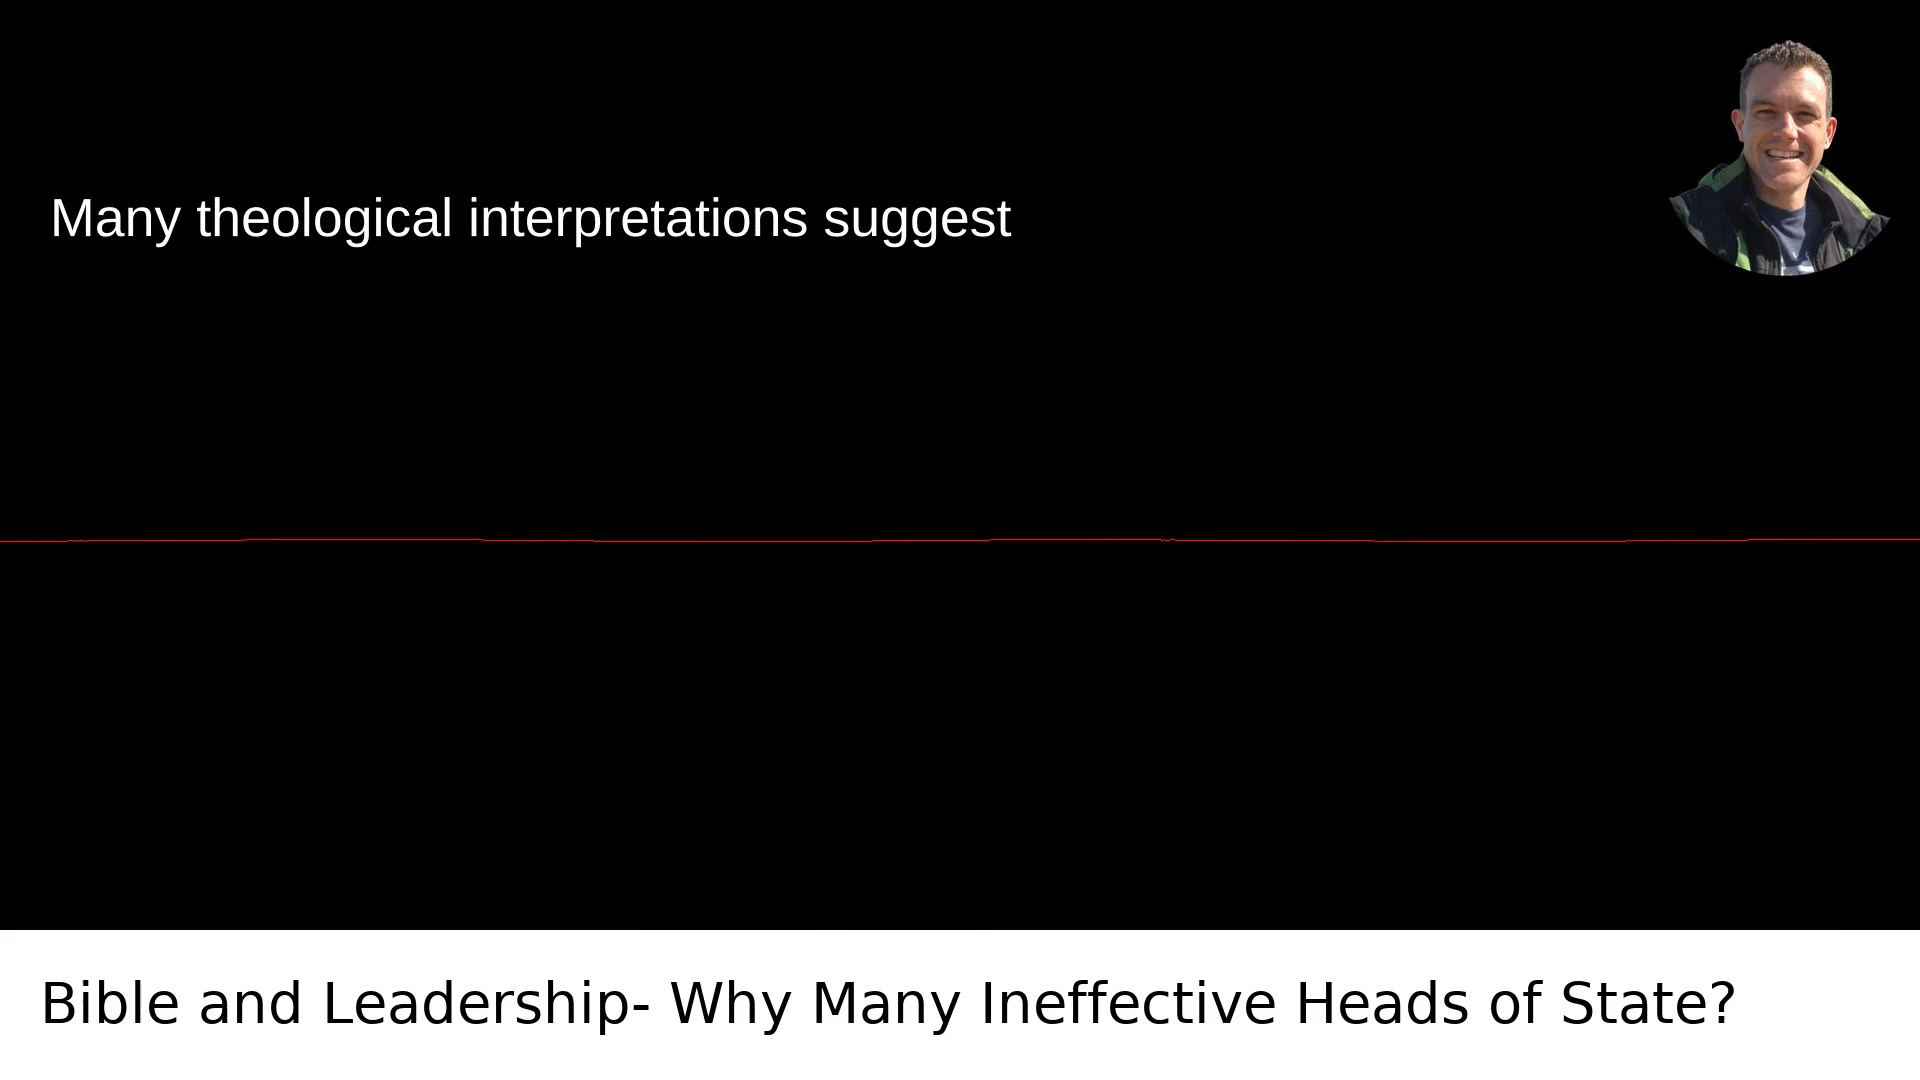 Many theological interpretations suggest
Bible and Leadership- Why Many Ineffective Heads of State?